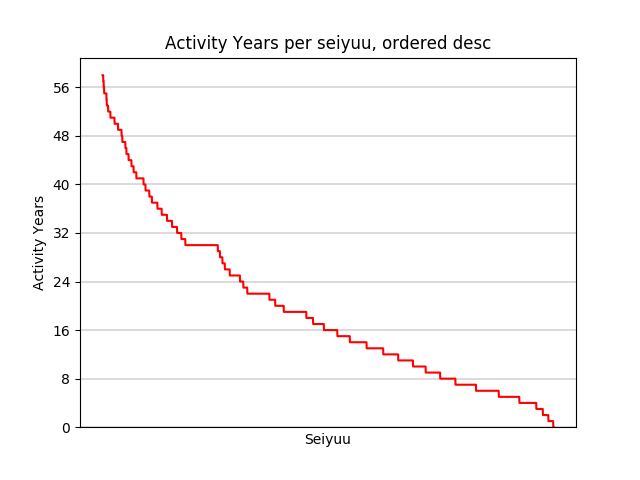 Activity Years per seiyuu, ordered desc
56
48
40
32
24
16
8
0
Activity Years
Seiyuu